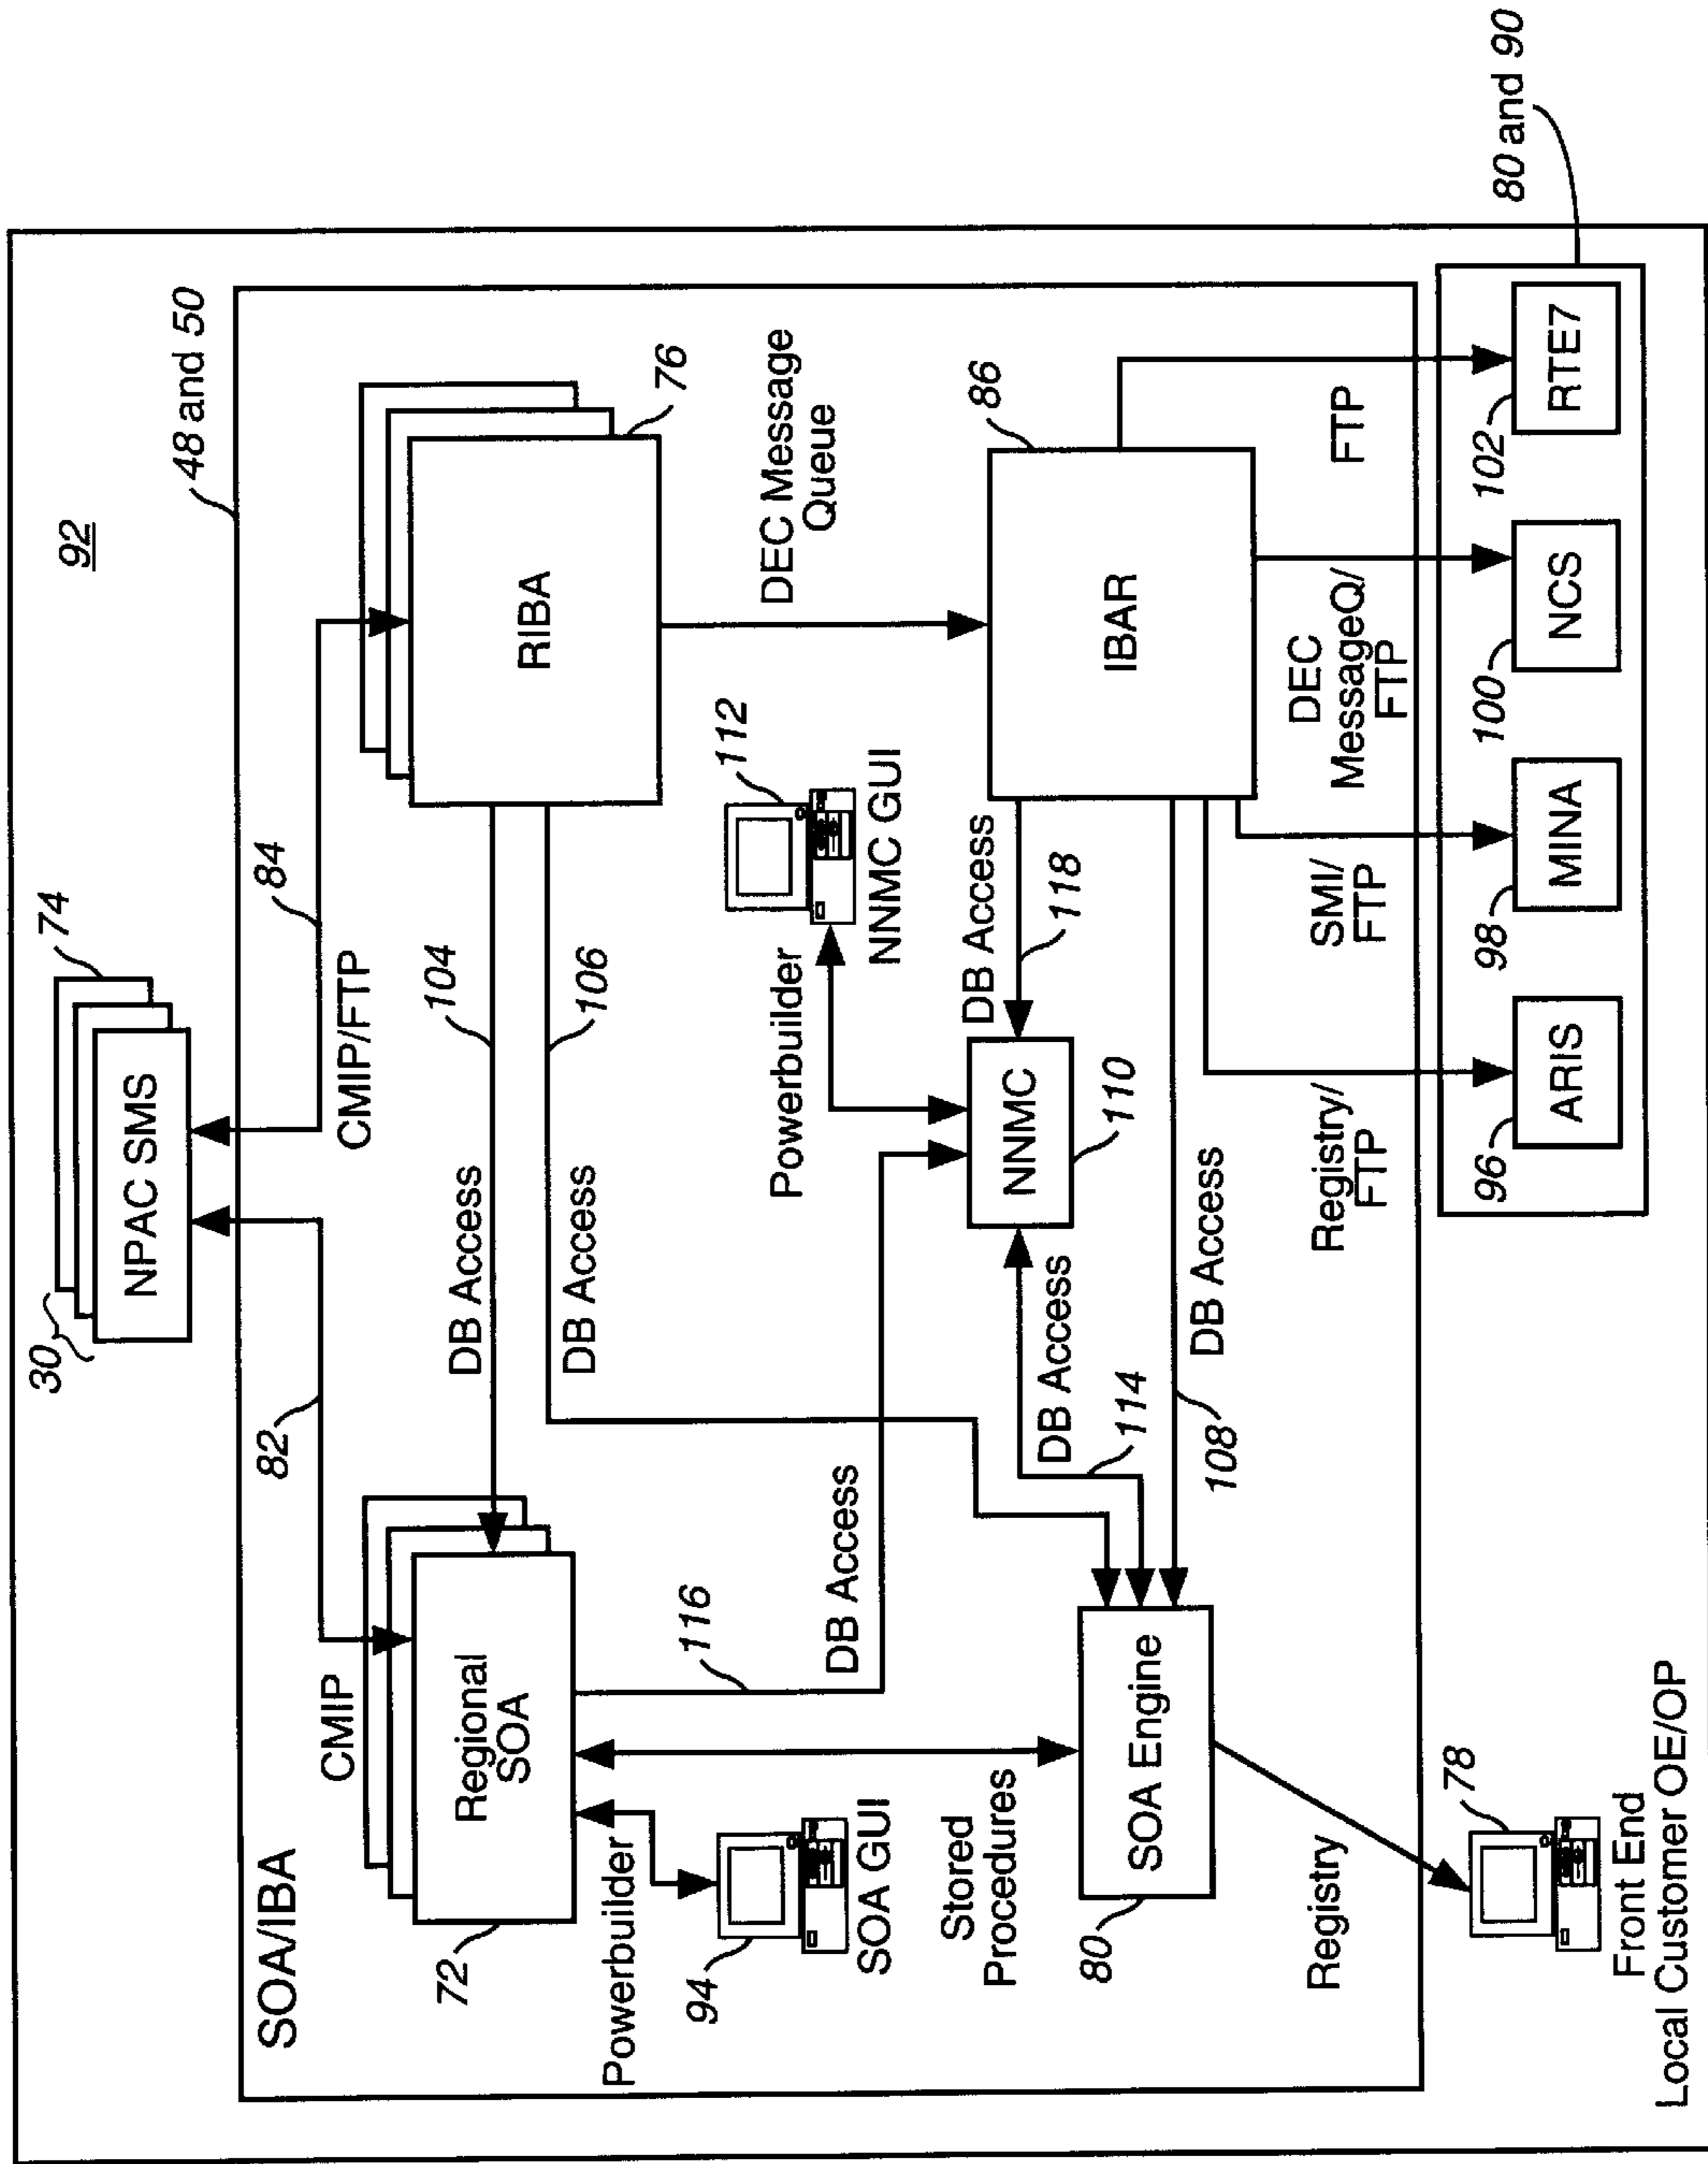 92
48 and 50
SOA/IBA
30
NPAC SMS
74
82
84
CMIP
CMIP/FTP
Regional
SOA
72
RIBA
76
DB Access
104
DB Access
106
Powerbuilder
94
SOA GUI
116
DB Access
Powerbuilder
112
NNMC GUI
DEC Message
Queue
Stored
Procedures
NNMC
110
DB Access
114
DB Access
118
IBAR
86
SOA Engine
80
DB Access
108
Registry
Registry/
FTP
SMI/
FTP
DEC
MessageQ/
FTP
FTP
78
Front End
Local Customer OE/OP
96
ARIS
98
MINA
100
NCS
102
RTE7
80 and 90